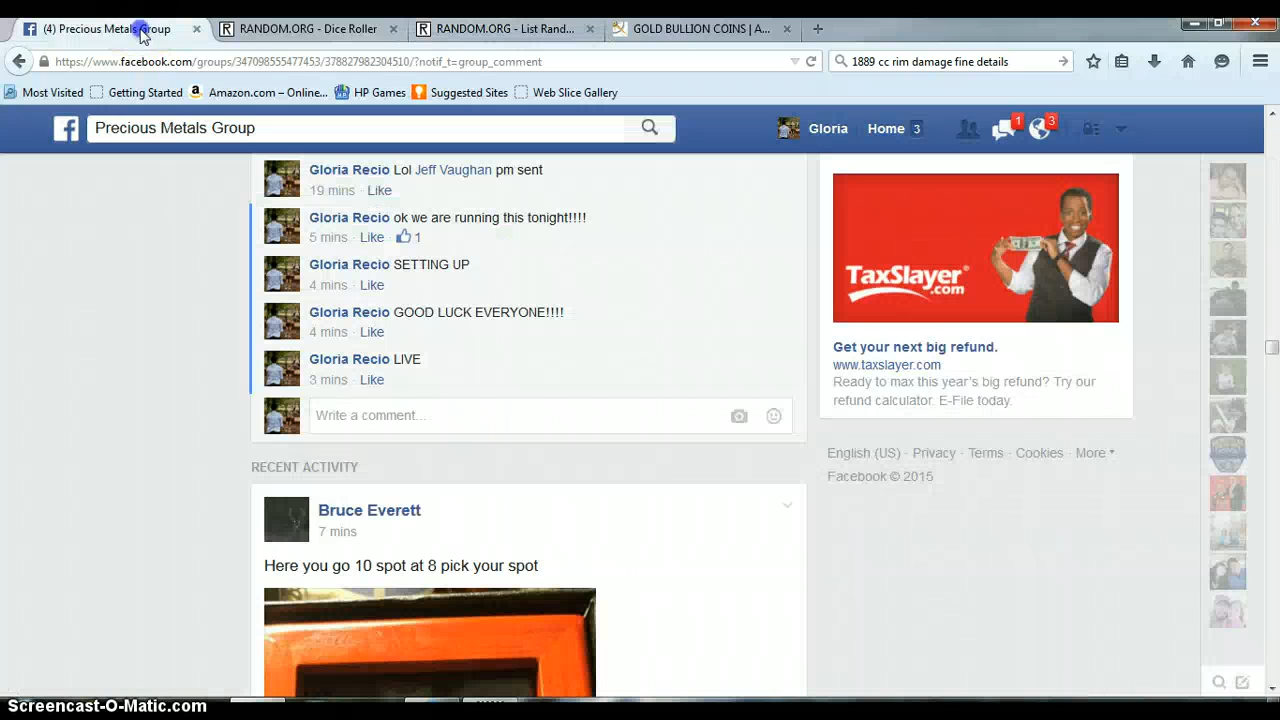 (4) Precious Metals Group
RANDOM.ORG - Dice Roller
RANDOM.ORG - List Rand...
GOLD BULLION COINS | A...
https://www.facebook.com/groups/347098555477453/378827982304510/?notif_t=group_comment
1889 cc rim damage fine details
Most Visited
Getting Started
Amazon.com – Online...
HP Games
Suggested Sites
Web Slice Gallery
Precious Metals Group
Gloria
Home 3
1
3
Gloria Recio Lol Jeff Vaughan pm sent
19 mins · Like
Gloria Recio ok we are running this tonight!!!!
5 mins · Like · 1
Gloria Recio SETTING UP
4 mins · Like
Gloria Recio GOOD LUCK EVERYONE!!!!
4 mins · Like
Gloria Recio LIVE
3 mins · Like
Write a comment...
RECENT ACTIVITY
Bruce Everett
7 mins
Here you go 10 spot at 8 pick your spot
TaxSlayer.com
Get your next big refund.
www.taxslayer.com
Ready to max this year's big refund? Try our
refund calculator. E-File today.
English (US) · Privacy · Terms · Cookies · More
Facebook © 2015
Screencast-O-Matic.com